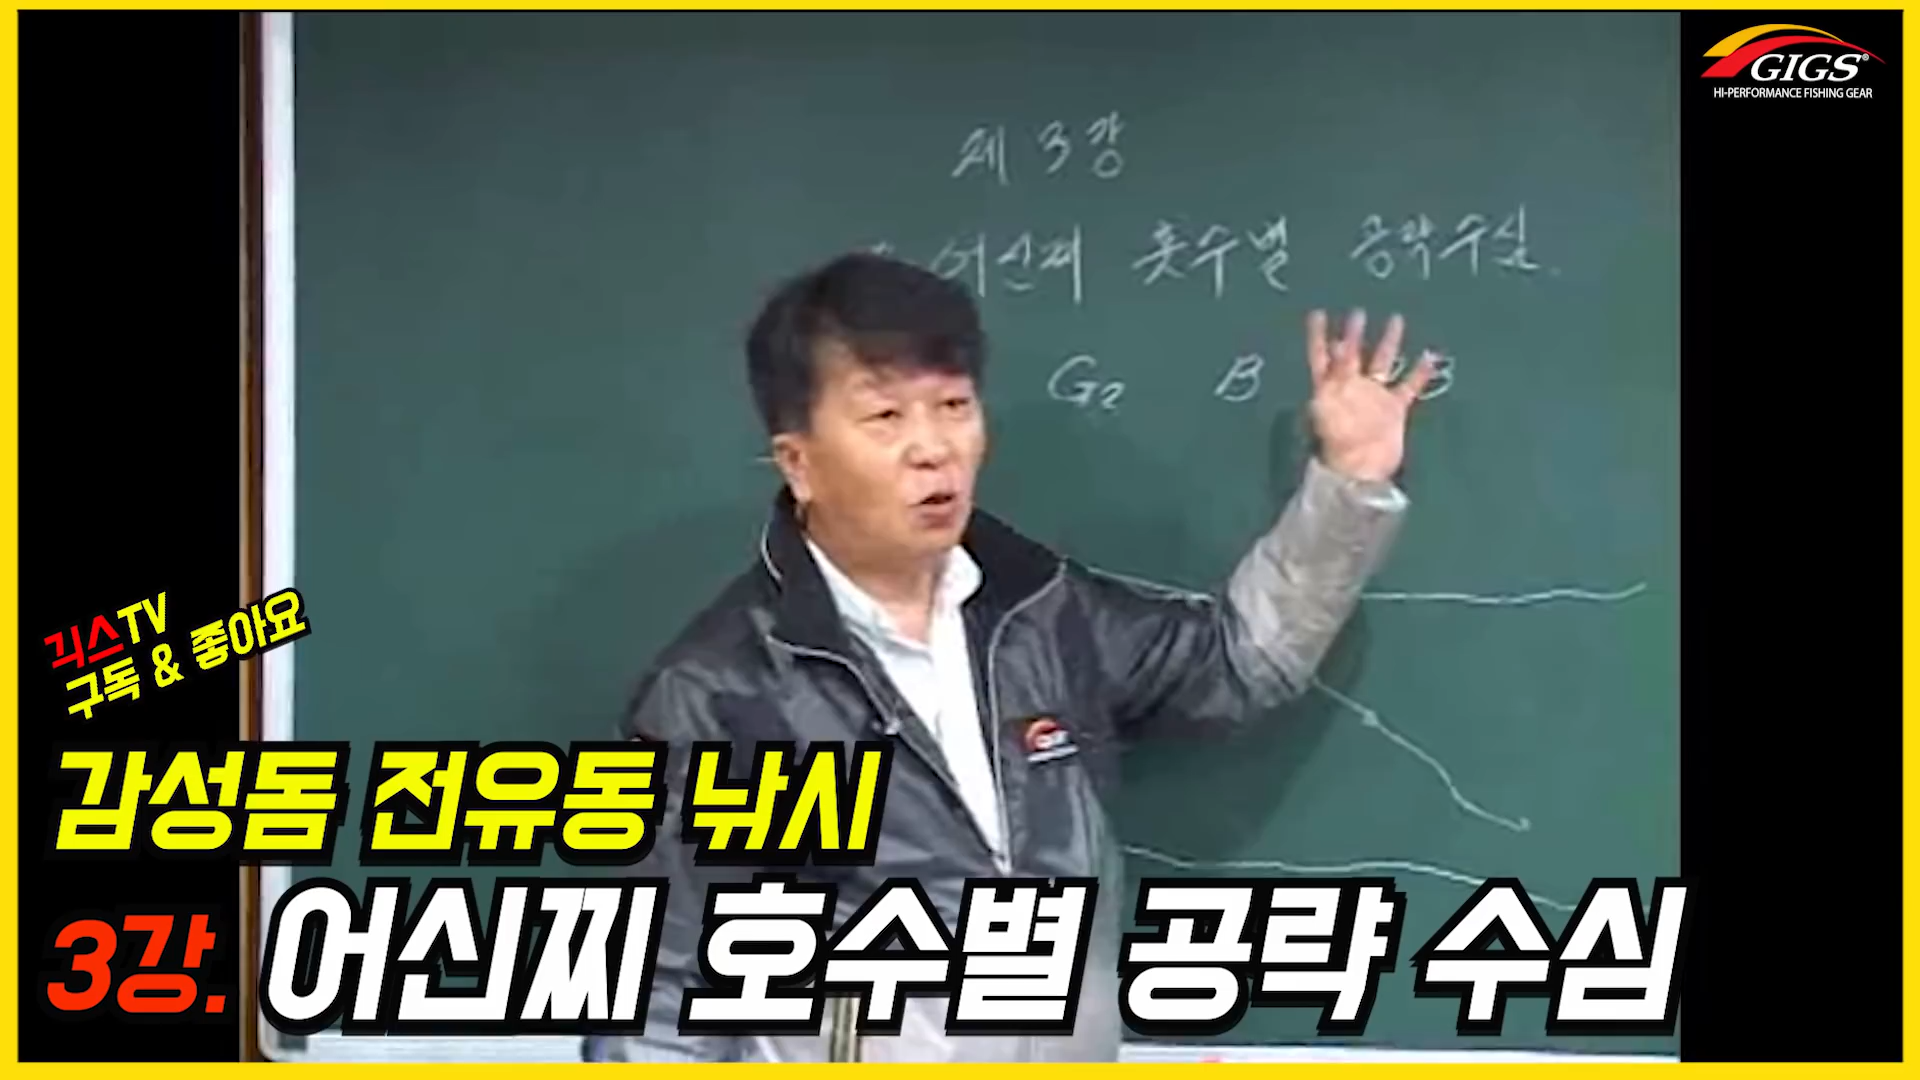 GIGS®
HI-PERFORMANCE FISHING GEAR
제 3강
어신찌 홋수별 공략수심.
G2 B
긱스TV
구독 & 좋아요
감성돔 전유동 낚시
3강. 어신찌 호수별 공략 수심